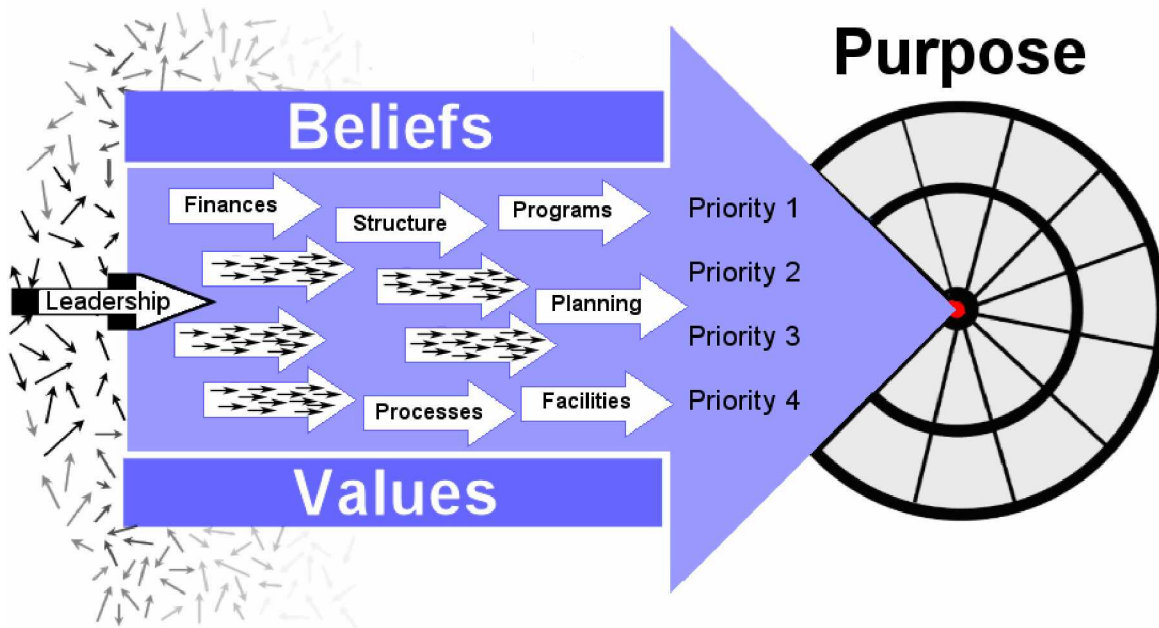 Purpose
Beliefs
Finances
Structure
Programs
Priority 1
Priority 2
Leadership
Planning
Priority 3
Processes
Facilities
Priority 4
Values